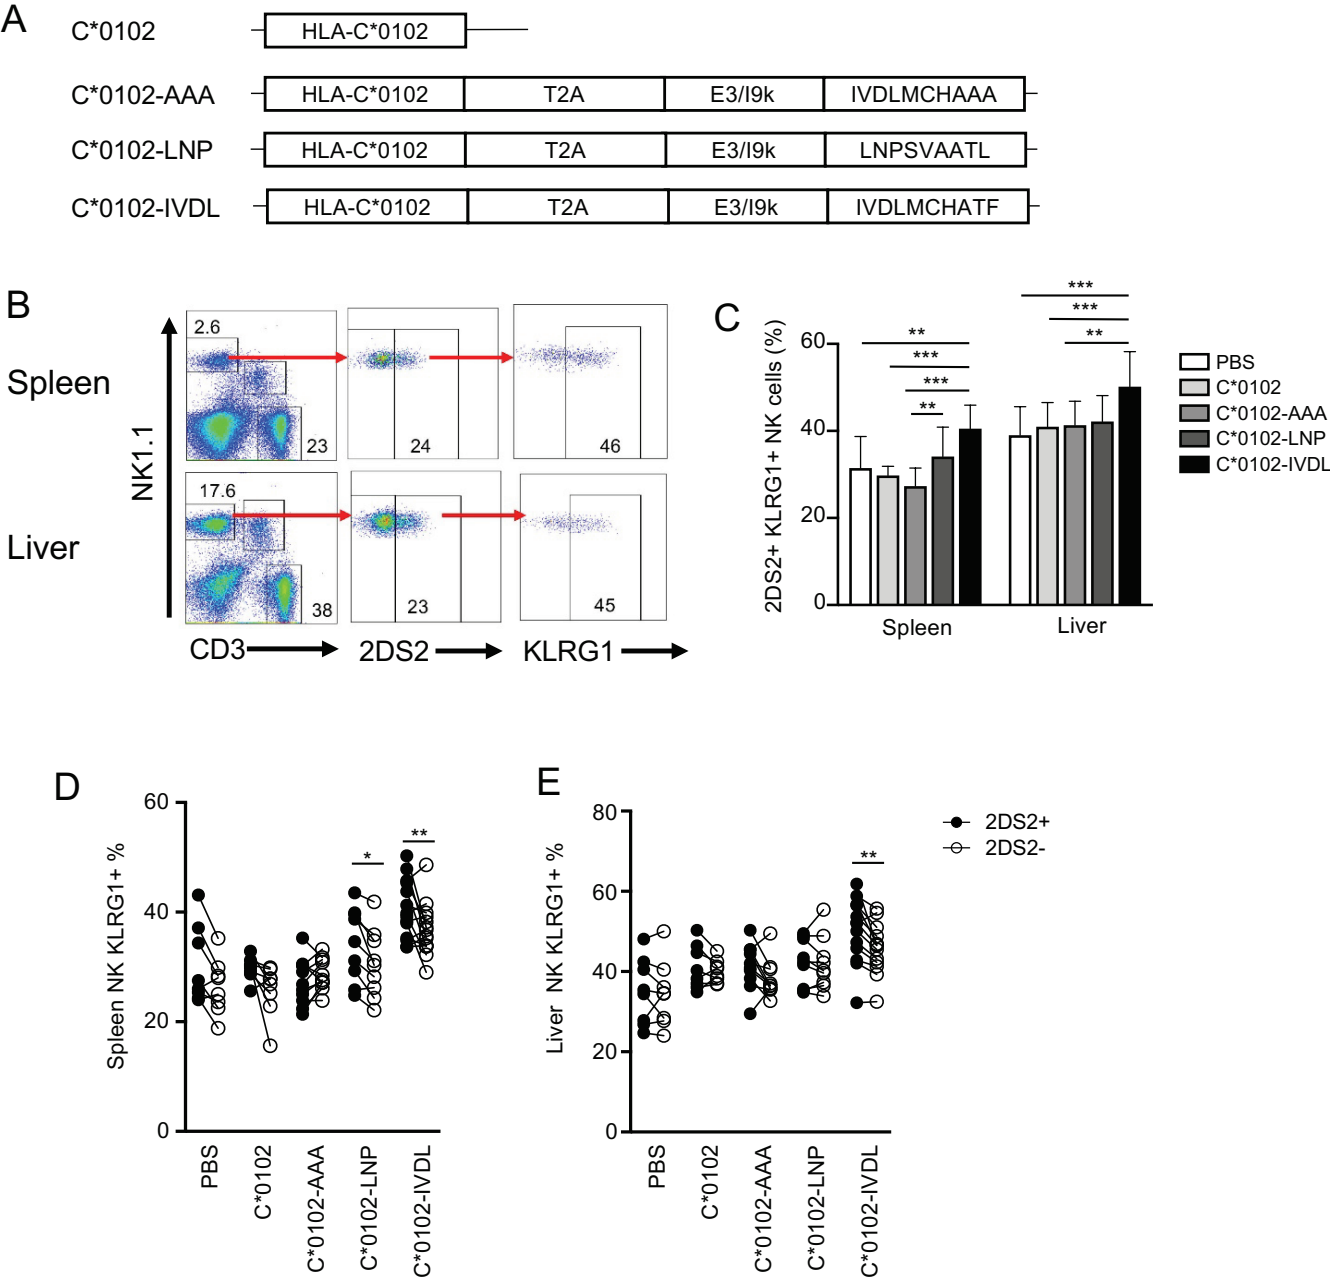 A
C*0102
HLA-C*0102
C*0102-AAA
HLA-C*0102
T2A
E3/I9k
IVDLMCHAAA
C*0102-LNP
HLA-C*0102
T2A
E3/I9k
LNPSVAATL
C*0102-IVDL
HLA-C*0102
T2A
E3/I9k
IVDLMCHATF
B
Spleen
Liver
NK1.1
2.6
23
24
46
17.6
38
23
45
CD3
2DS2
KLRG1
C
2DS2+ KLRG1+ NK cells (%)
60
40
20
0
**
***
***
**
***
***
**
Spleen
Liver
PBS
C*0102
C*0102-AAA
C*0102-LNP
C*0102-IVDL
D
Spleen NK KLRG1+ %
60
40
20
0
*
**
PBS
C*0102
C*0102-AAA
C*0102-LNP
C*0102-IVDL
E
Liver NK KLRG1+ %
80
60
40
20
0
**
PBS
C*0102
C*0102-AAA
C*0102-LNP
C*0102-IVDL
2DS2+
2DS2-